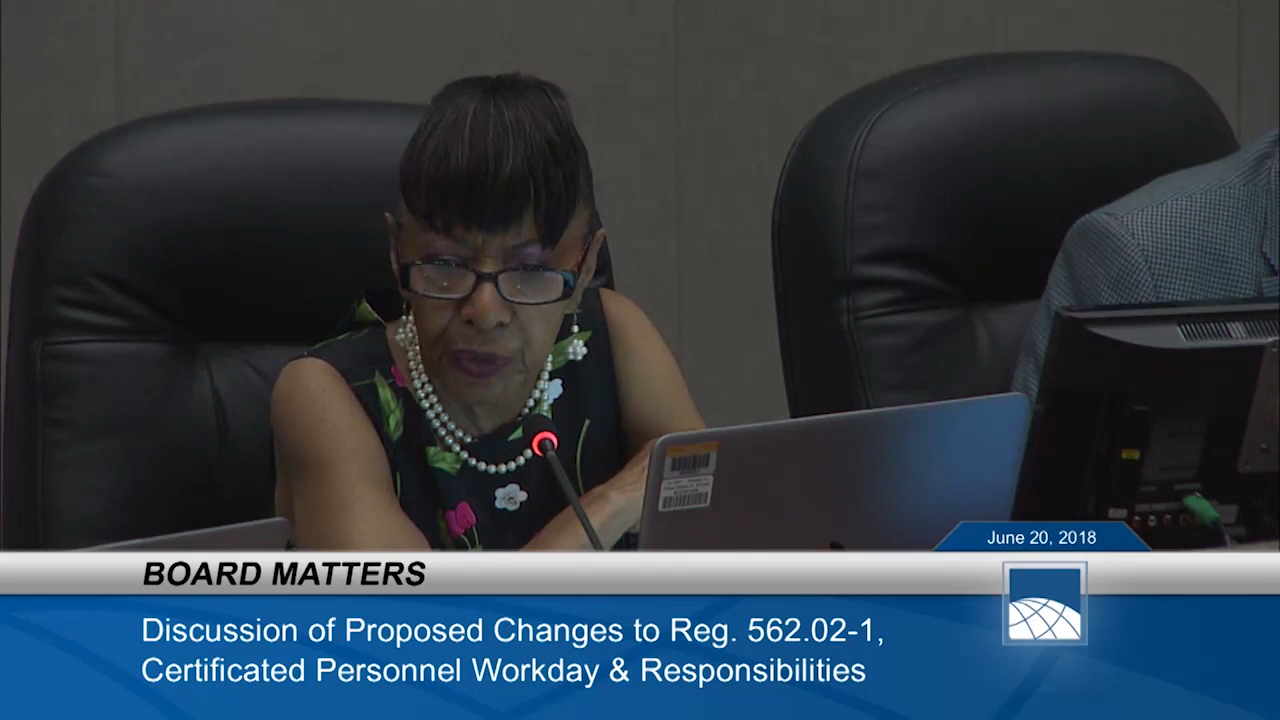 June 20, 2018
BOARD MATTERS
Discussion of Proposed Changes to Reg. 562.02-1,
Certificated Personnel Workday & Responsibilities